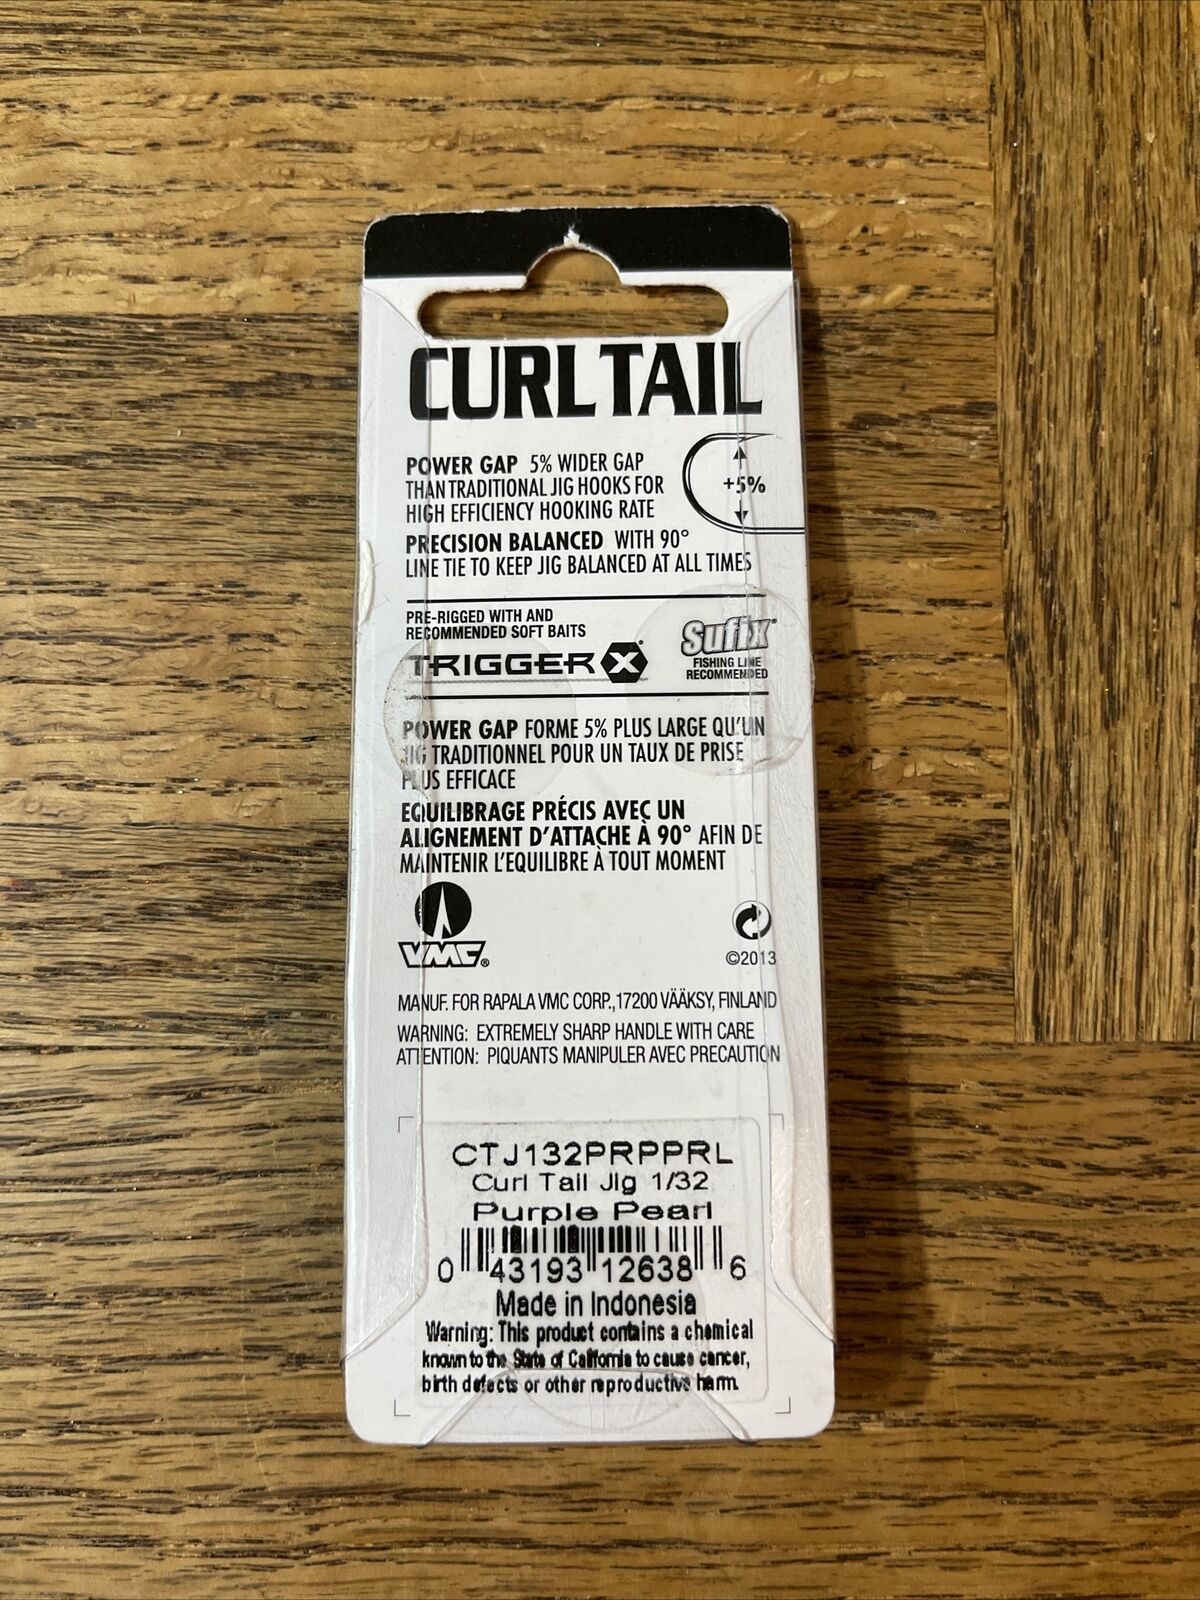 CURL TAIL
POWER GAP 5% WIDER GAP
THAN TRADITIONAL JIG HOOKS FOR
HIGH EFFICIENCY HOOKING RATE
+5%
PRECISION BALANCED WITH 90°
LINE TIE TO KEEP JIG BALANCED AT ALL TIMES
PRE-RIGGED WITH AND
RECOMMENDED SOFT BAITS
TRIGGER X
Sufix
FISHING LINE
RECOMMENDED
POWER GAP FORME 5% PLUS LARGE QU'UN
JIG TRADITIONNEL POUR UN TAUX DE PRISE
PLUS EFFICACE
EQUILIBRAGE PRÉCIS AVEC UN
ALIGNEMENT D'ATTACHE À 90° AFIN DE
MAINTENIR L'EQUILIBRE À TOUT MOMENT
VMC®
©2013
MANUF. FOR RAPALA VMC CORP., 17200 VÄÄKSY, FINLAND
WARNING: EXTREMELY SHARP HANDLE WITH CARE
ATTENTION: PIQUANTS MANIPULER AVEC PRECAUTION
CTJ132PRPPRL
Curl Tail Jig 1/32
Purple Pearl
0 43193 12638 6
Made in Indonesia
Warning: This product contains a chemical
known to the State of California to cause cancer,
birth defects or other reproductive harm.